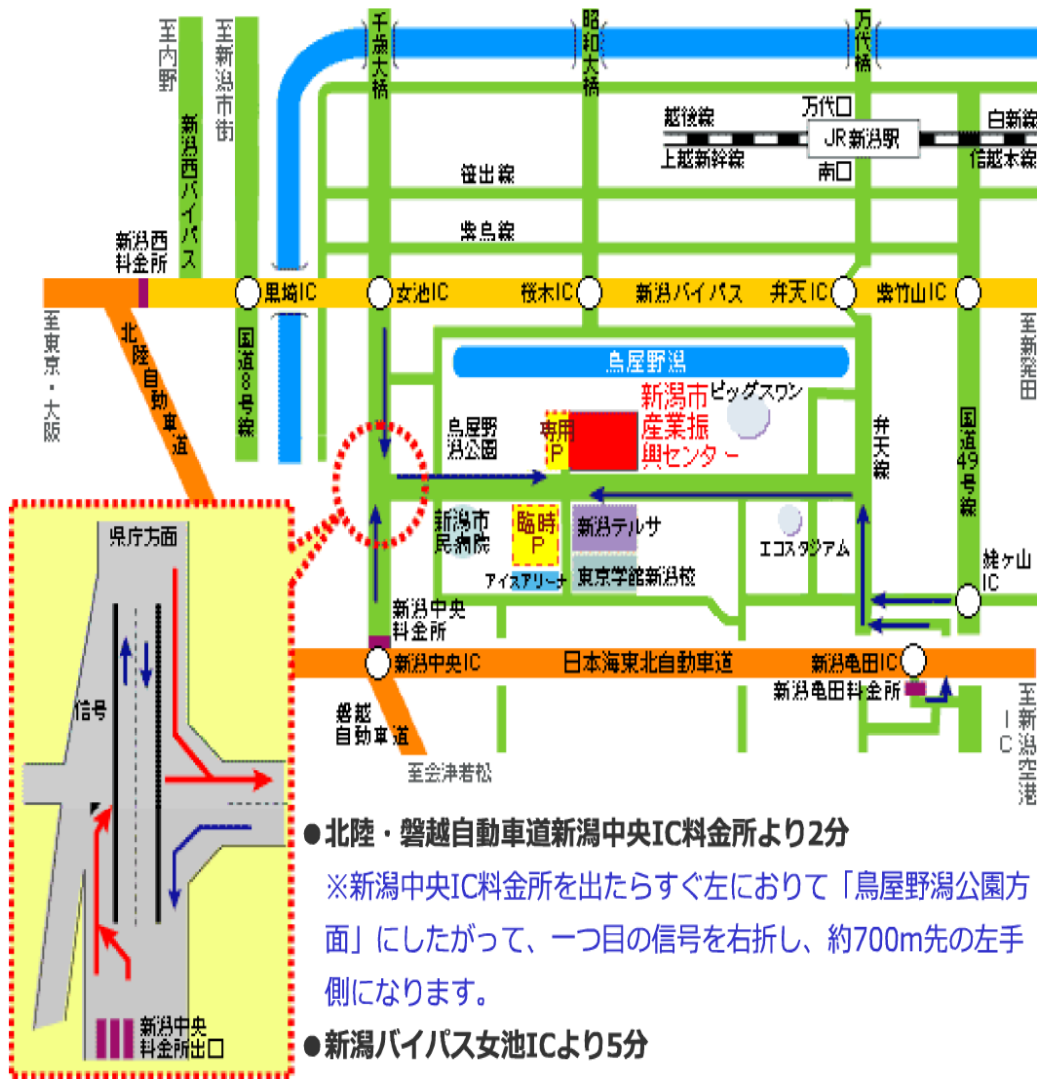 至内野
至新潟市街
千歳大橋
昭和大橋
万代橋
新潟西バイパス
越後線
万代口
白新線
JR新潟駅
上越新幹線
南口
信越本線
笹出線
紫鳥線
新潟西
料金所
黒埼IC
女池IC
桜木IC
新潟バイパス
弁天IC
紫竹山IC
至東京・大阪
北陸自動車道
国道8号線
至新発田
鳥屋野潟
新潟市
産業振
興センター
ビッグスワン
専用
P
鳥屋野
潟公園
弁天線
国道49号線
新潟市
民病院
臨時
P
新潟テルサ
エコスタジアム
アイスアリーナ
東京学館新潟校
姥ヶ山
IC
新潟中央
料金所
新潟中央IC
日本海東北自動車道
新潟亀田IC
新潟亀田料金所
磐越
自動車道
至会津若松
至新潟空港
IC
県庁方面
信号
新潟中央
料金所出口
●北陸・磐越自動車道新潟中央IC料金所より2分
※新潟中央IC料金所を出たらすぐ左におりて「鳥屋野潟公園方
面」にしたがって、一つ目の信号を右折し、約700m先の左手
側になります。
●新潟バイパス女池ICより5分